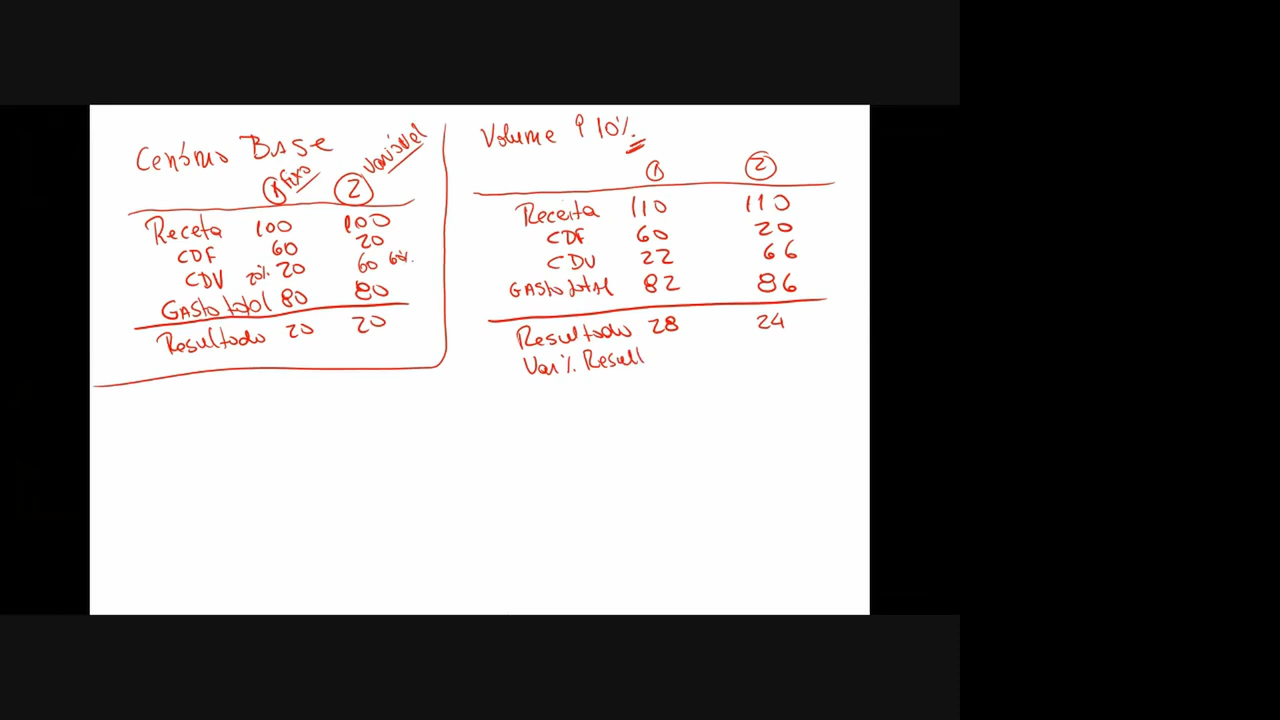 Cenário Base
① fixo ② variável
Receta 100 100
CDF 60 20
CDV 20% 20 60 60%.
Gasto total 80 80
Resultado 20 20
Volume ↑ 10%
① ②
Receita 110 110
CDF 60 20
CDV 22 66
Gasto total 82 86
Resultado 28 24
Var% Result